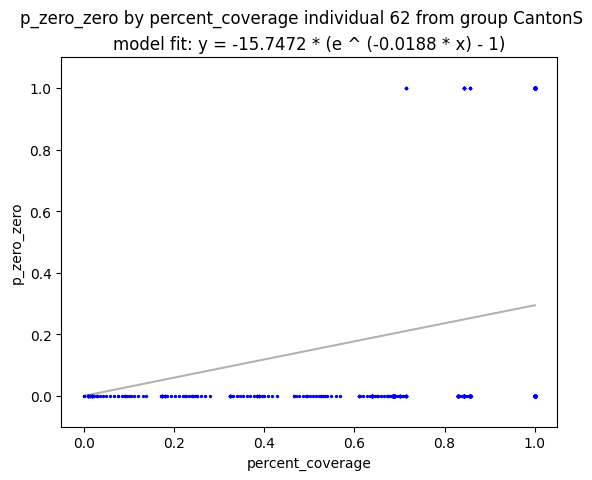 p_zero_zero by percent_coverage individual 62 from group CantonS
model fit: y = -15.7472 * (e ^ (-0.0188 * x) - 1)
1.0
0.8
0.6
0.4
0.2
0.0
p_zero_zero
0.0 0.2 0.4 0.6 0.8 1.0
percent_coverage